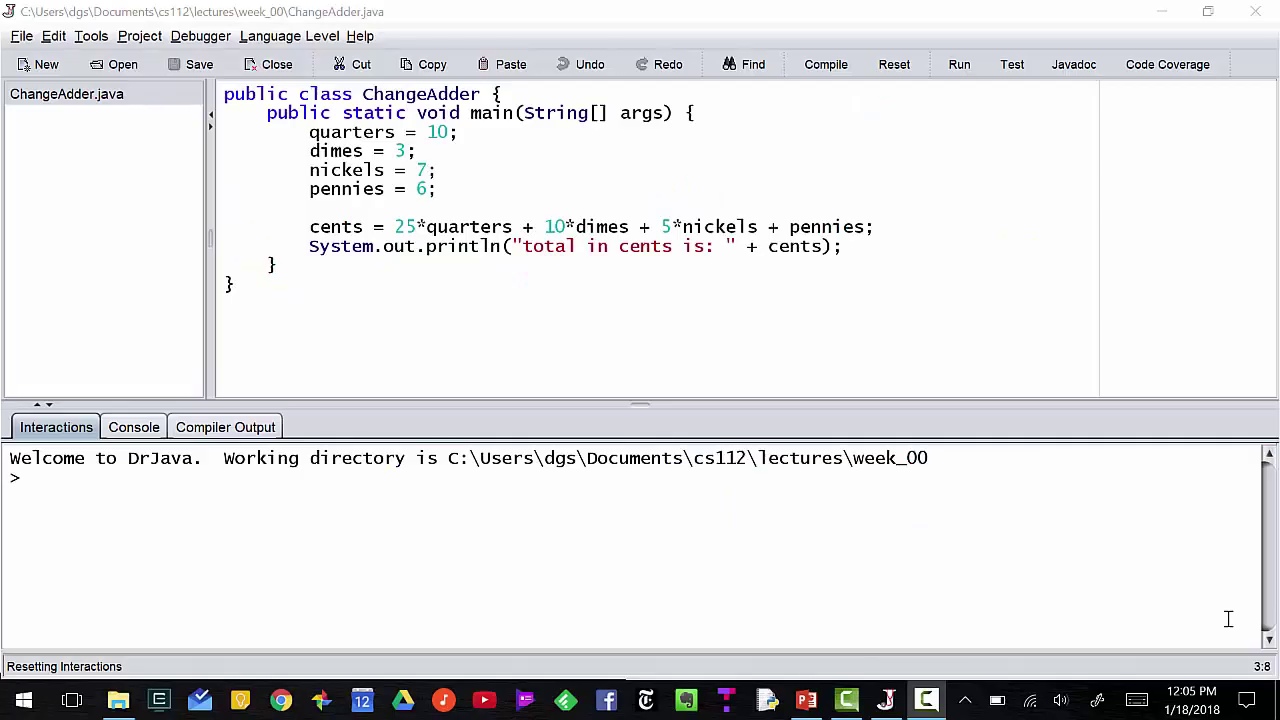 C:\Users\dgs\Documents\cs112\lectures\week_00\ChangeAdder.java
File Edit Tools Project Debugger Language Level Help
New Open Save Close Cut Copy Paste Undo Redo Find Compile Reset Run Test Javadoc Code Coverage
ChangeAdder.java
public class ChangeAdder {
    public static void main(String[] args) {
        quarters = 10;
        dimes = 3;
        nickels = 7;
        pennies = 6;

        cents = 25*quarters + 10*dimes + 5*nickels + pennies;
        System.out.println("total in cents is: " + cents);
    }
}
Interactions Console Compiler Output
Welcome to DrJava.  Working directory is C:\Users\dgs\Documents\cs112\lectures\week_00
>
Resetting Interactions 3:8
12:05 PM
1/18/2018